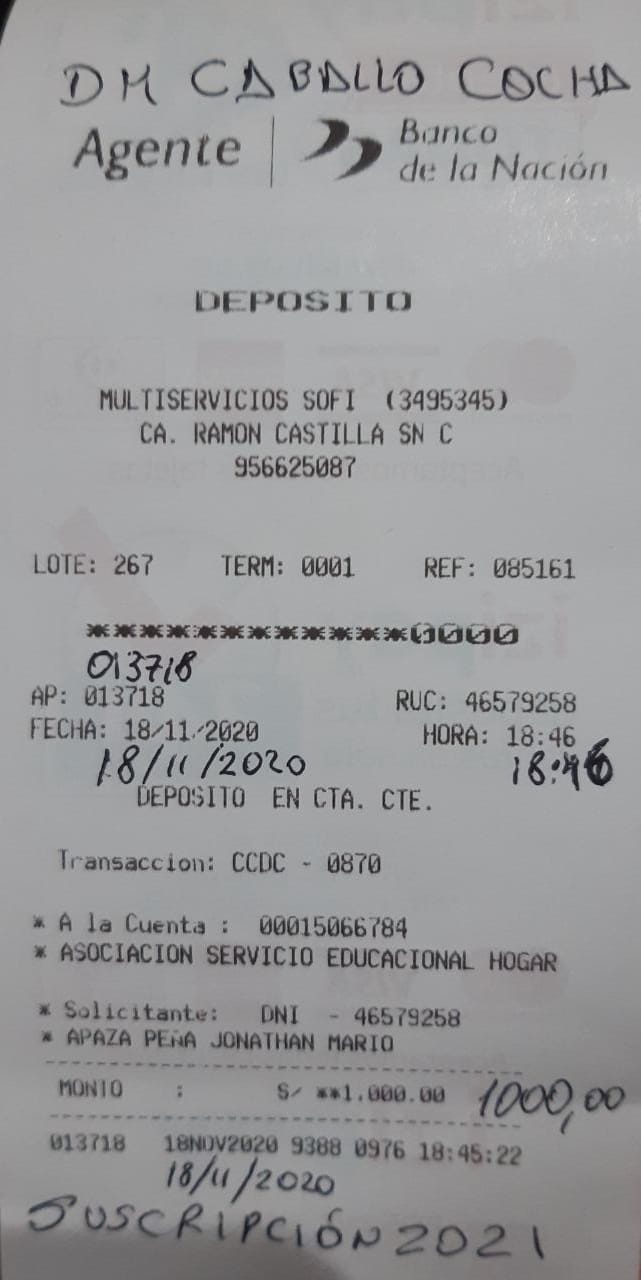 DM CABALLO COCHA
Agente | Banco de la Nación
DEPOSITO
MULTISERVICIOS SOFI (3495345)
CA. RAMON CASTILLA SN C
956625087
LOTE: 267 TERM: 0001 REF: 085161
************0000
013718
AP: 013718 RUC: 46579258
FECHA: 18/11/2020 HORA: 18:46
18/11/2020 18:46
DEPOSITO EN CTA. CTE.
Transaccion: CCDC - 0870
* A la Cuenta : 00015066784
* ASOCIACION SERVICIO EDUCACIONAL HOGAR
* Solicitante: DNI - 46579258
* APAZA PEÑA JONATHAN MARIO
MONTO : S/ **1.000.00 1000,00
013718 18NOV2020 9388 0976 18:45:22
18/11/2020
SUSCRIPCIÓN 2021